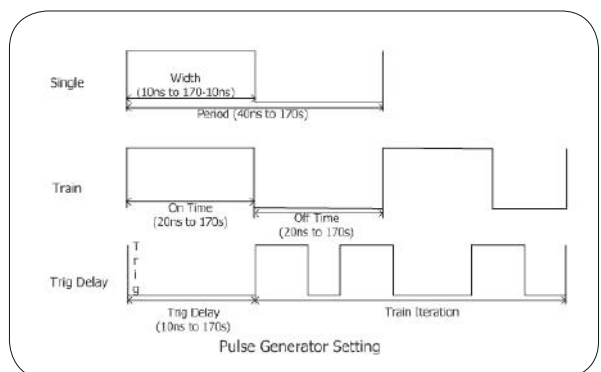 Single
Width
(10ns to 170-10ns)
Period (40ns to 170s)
Train
On Time
(20ns to 170s)
Off Time
(20ns to 170s)
Trig Delay
Trig
Trig Delay
(10ns to 170s)
Train Iteration
Pulse Generator Setting